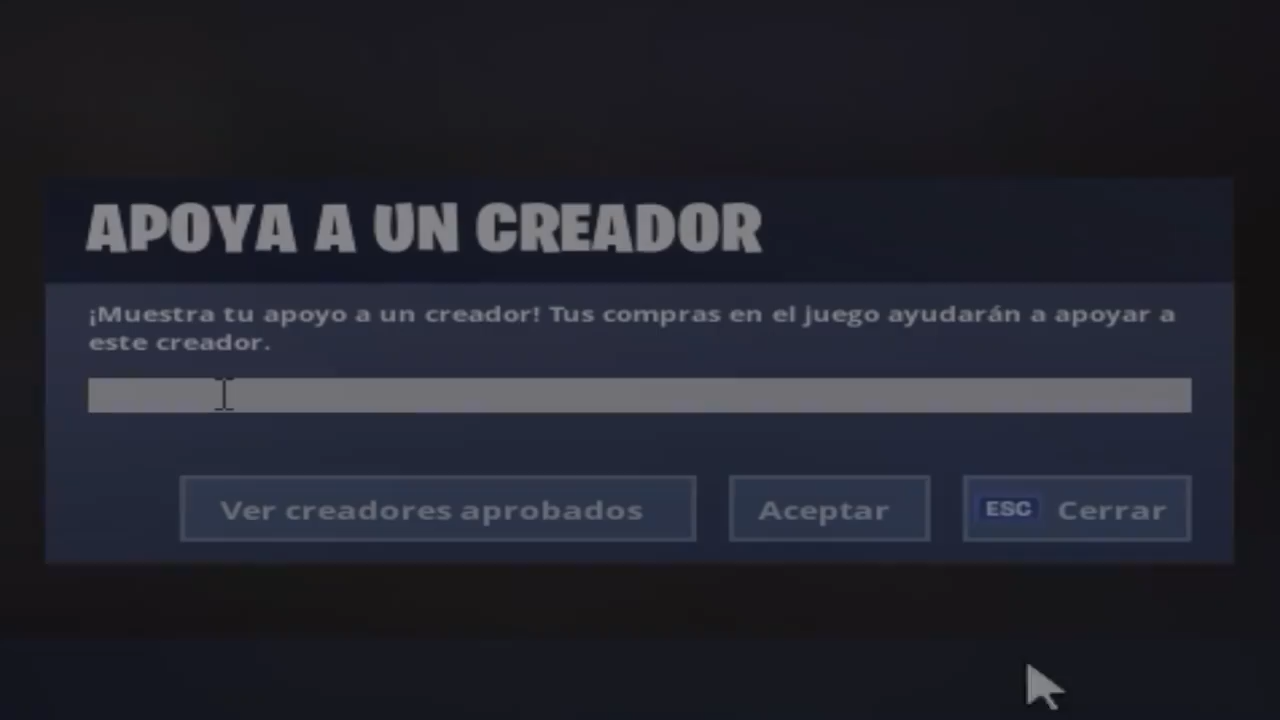 APOYA A UN CREADOR
¡Muestra tu apoyo a un creador! Tus compras en el juego ayudarán a apoyar a
este creador.
Ver creadores aprobados
Aceptar
ESC Cerrar